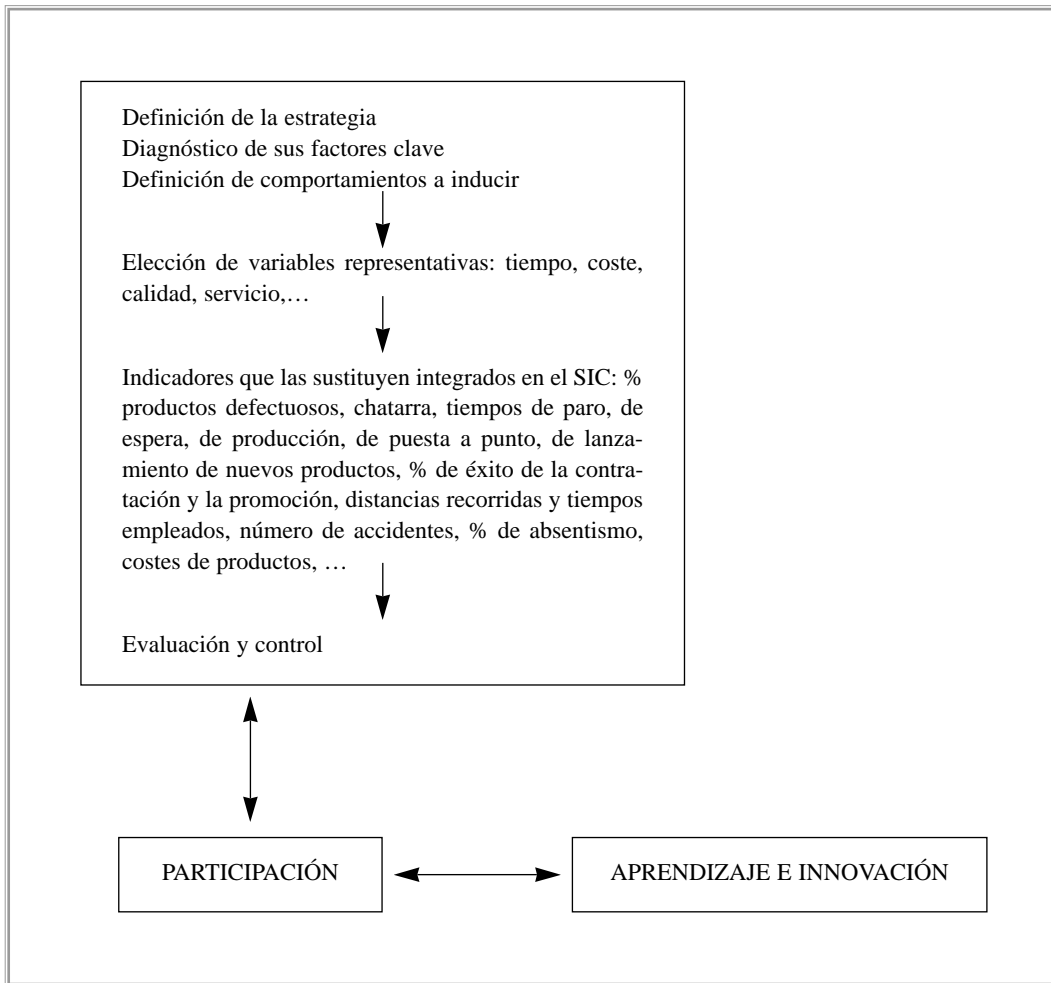 Definición de la estrategia
Diagnóstico de sus factores clave
Definición de comportamientos a inducir
Elección de variables representativas: tiempo, coste,
calidad, servicio,…
Indicadores que las sustituyen integrados en el SIC: %
productos defectuosos, chatarra, tiempos de paro, de
espera, de producción, de puesta a punto, de lanza-
miento de nuevos productos, % de éxito de la contra-
tación y la promoción, distancias recorridas y tiempos
empleados, número de accidentes, % de absentismo,
costes de productos, …
Evaluación y control
PARTICIPACIÓN
APRENDIZAJE E INNOVACIÓN